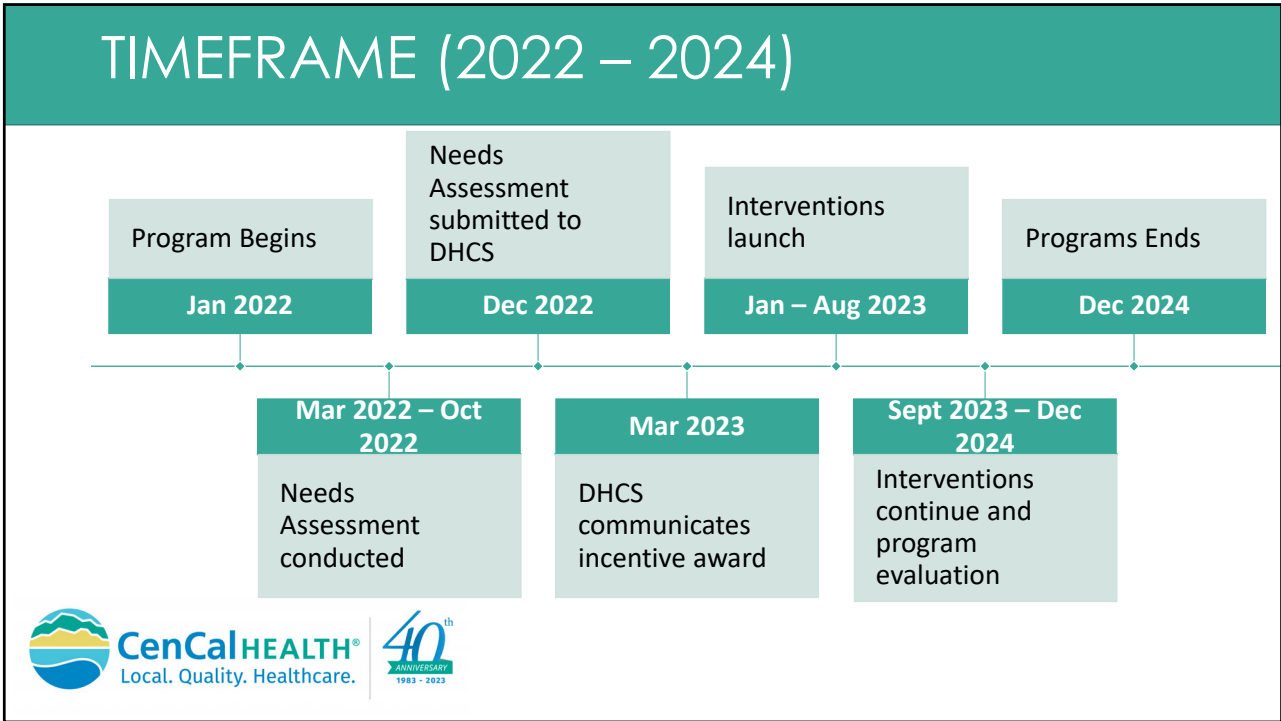 TIMEFRAME (2022 – 2024)
Program Begins
Jan 2022
Needs
Assessment
submitted to
DHCS
Dec 2022
Interventions
launch
Jan – Aug 2023
Programs Ends
Dec 2024
Mar 2022 – Oct
2022
Needs
Assessment
conducted
Mar 2023
DHCS
communicates
incentive award
Sept 2023 – Dec
2024
Interventions
continue and
program
evaluation
CenCalHEALTH®
Local. Quality. Healthcare.
40th
ANNIVERSARY
1983 - 2023